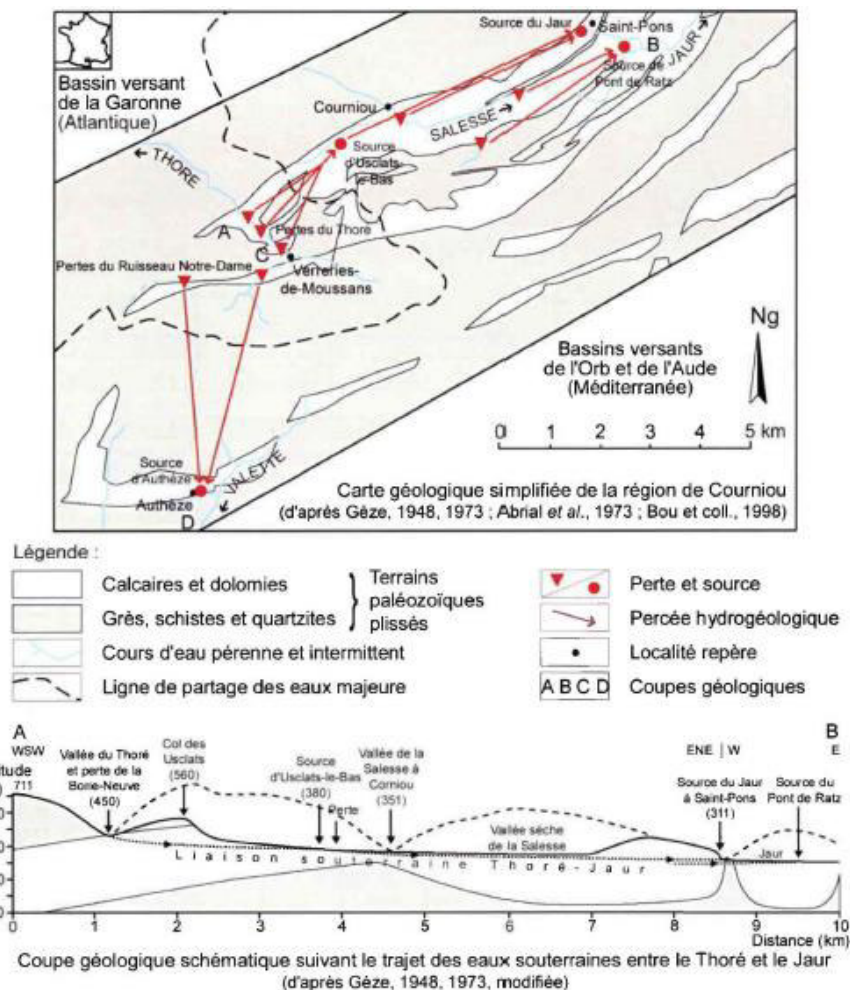 Source du Jaur
Saint-Pons
B
JAUR
Source de
Pont de Ratz
Bassin versant
de la Garonne
(Atlantique)
Courniou
SALESSE
THORE
Source
d'Usclats-
le-Bas
A
Pertes du Thoré
C
Pertes du Ruisseau Notre-Dame
Verreries-
de-Moussans
Ng
Bassins versants
de l'Orb et de l'Aude
(Méditerranée)
0 1 2 3 4 5 km
Source
d'Authèze
Authèze
D
VALETTE
Carte géologique simplifiée de la région de Courniou
(d'après Gèze, 1948, 1973 ; Abrial et al., 1973 ; Bou et coll., 1998)
Légende :
Calcaires et dolomies
Grès, schistes et quartzites
Terrains
paléozoïques
plissés
Cours d'eau pérenne et intermittent
Ligne de partage des eaux majeure
Perte et source
Percée hydrogéologique
Localité repère
A B C D Coupes géologiques
A
WSW
711
Vallée du Thoré
et perte de la
Borie-Neuve
(450)
Col des
Usclats
(560)
Source
d'Usclats-le-Bas
(380)
Perte
Vallée de la
Salesse à
Corniou
(351)
Vallée sèche
de la Salesse
ENE W
Source du Jaur
à Saint-Pons
(311)
B
E
Source du
Pont de Ratz
Jaur
Liaison souterraine Thoré-Jaur
0 1 2 3 4 5 6 7 8 9 10
Distance (km)
Coupe géologique schématique suivant le trajet des eaux souterraines entre le Thoré et le Jaur
(d'après Gèze, 1948, 1973, modifiée)